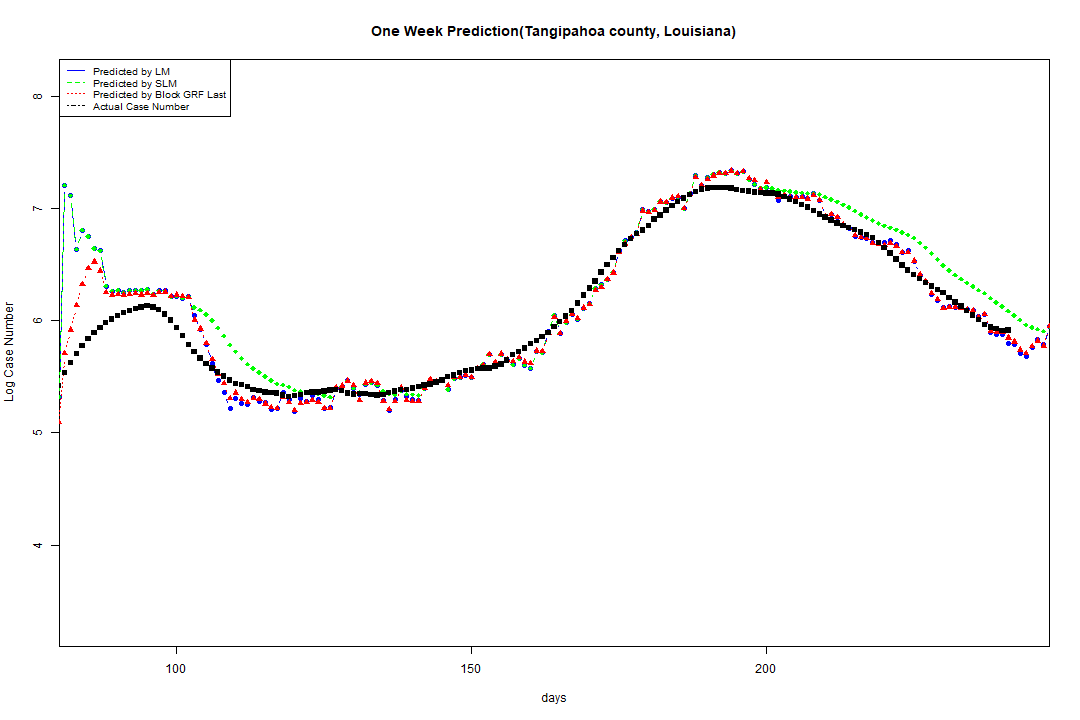 One Week Prediction(Tangipahoa county, Louisiana)
Predicted by LM
Predicted by SLM
Predicted by Block GRF Last
Actual Case Number
8
7
6
5
4
Log Case Number
100 150 200
days